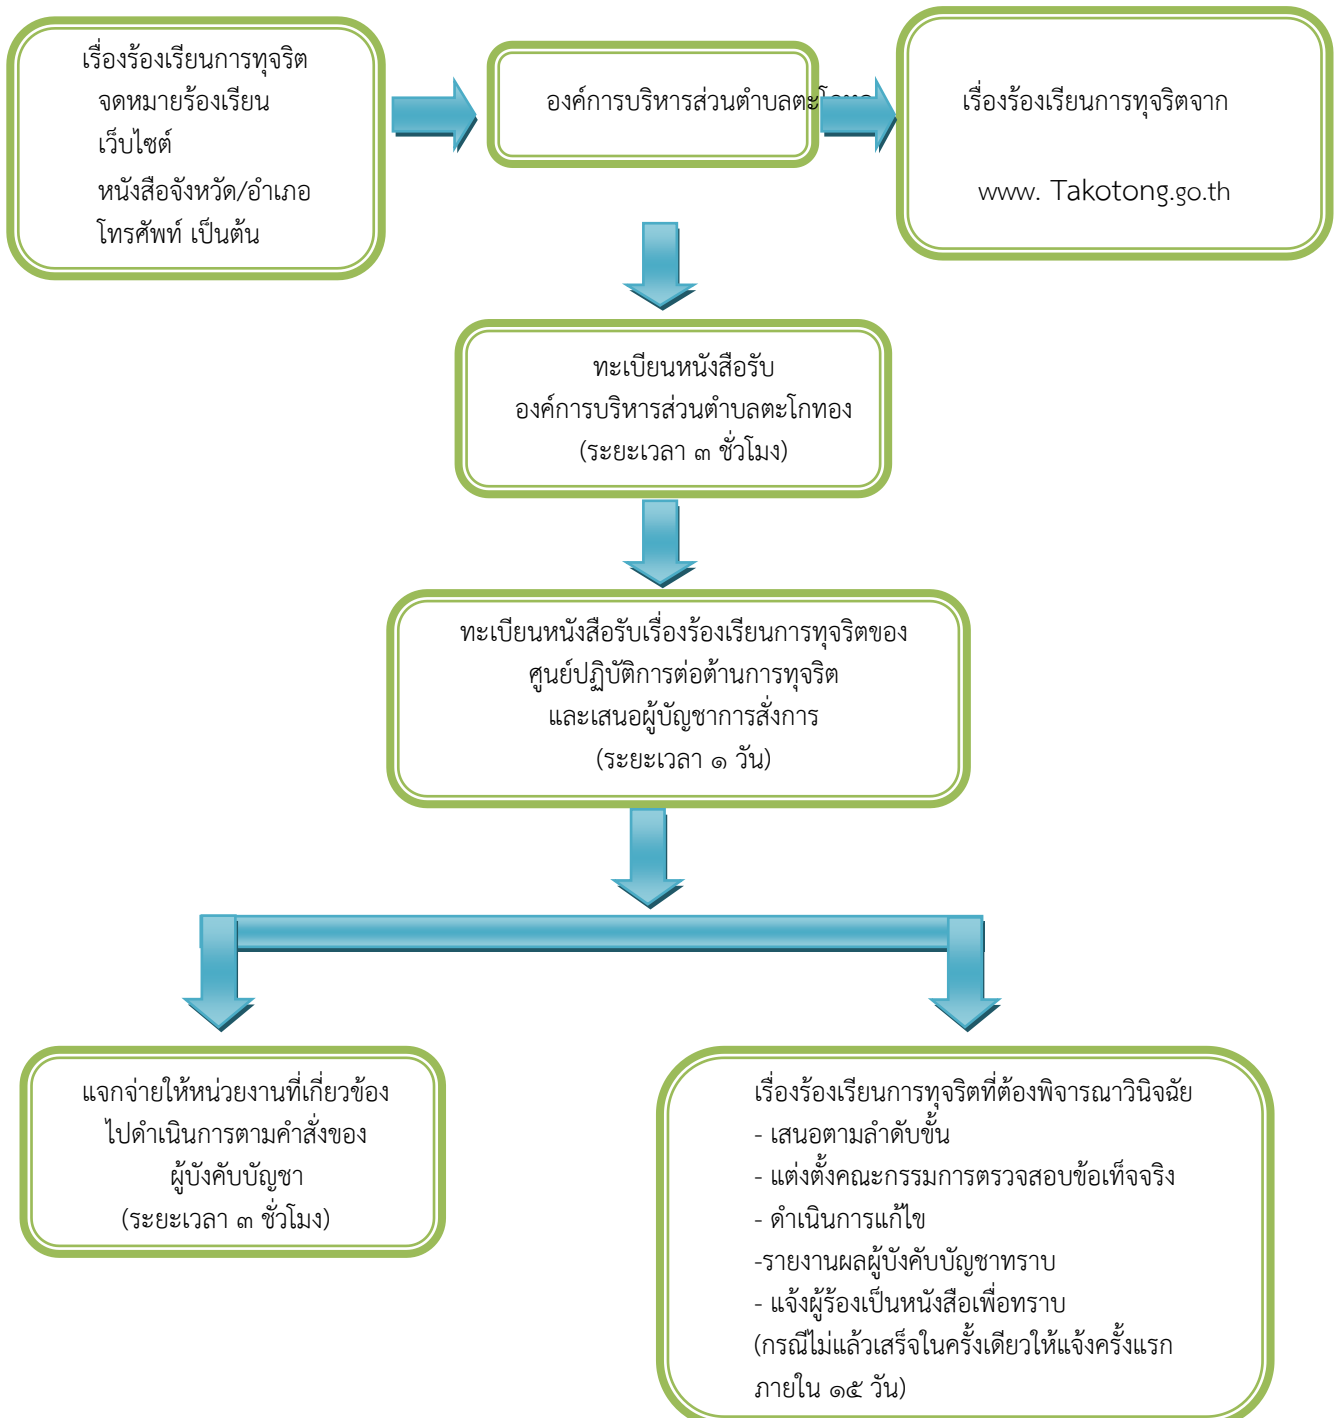 เรื่องร้องเรียนการทุจริต
จดหมายร้องเรียน
เว็บไซต์
หนังสือจังหวัด/อำเภอ
โทรศัพท์ เป็นต้น
องค์การบริหารส่วนตำบล
เรื่องร้องเรียนการทุจริตจาก
www. Takotong.go.th
ทะเบียนหนังสือรับ
องค์การบริหารส่วนตำบลตะโกทอง
(ระยะเวลา ๓ ชั่วโมง)
ทะเบียนหนังสือรับเรื่องร้องเรียนการทุจริตของ
ศูนย์ปฏิบัติการต่อต้านการทุจริต
และเสนอผู้บัญชาการสั่งการ
(ระยะเวลา ๑ วัน)
แจกจ่ายให้หน่วยงานที่เกี่ยวข้อง
ไปดำเนินการตามคำสั่งของ
ผู้บังคับบัญชา
(ระยะเวลา ๓ ชั่วโมง)
เรื่องร้องเรียนการทุจริตที่ต้องพิจารณาวินิจฉัย
- เสนอตามลำดับขั้น
- แต่งตั้งคณะกรรมการตรวจสอบข้อเท็จจริง
- ดำเนินการแก้ไข
-รายงานผลผู้บังคับบัญชาทราบ
- แจ้งผู้ร้องเป็นหนังสือเพื่อทราบ
(กรณีไม่แล้วเสร็จในครั้งเดียวให้แจ้งครั้งแรก
ภายใน ๑๕ วัน)